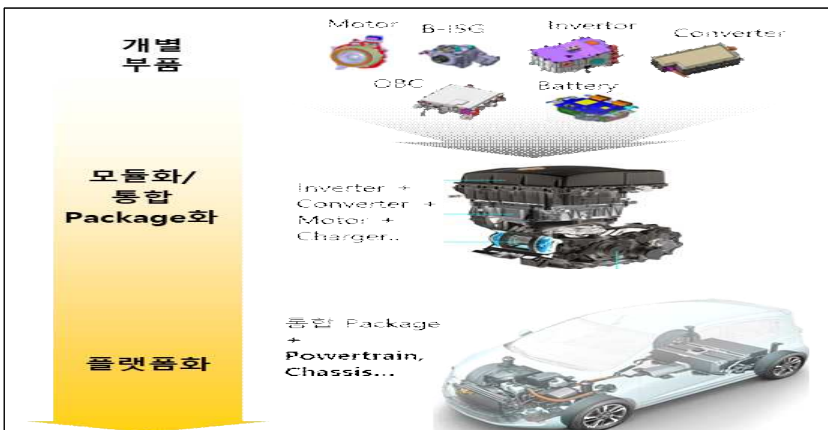 개별
부품
Motor
B-ISG
Invertor
Converter
OBC
Battery
모듈화/
통합
Package화
Inverter +
Converter +
Motor +
Charger..
플랫폼화
통합 Package
+
Powertrain,
Chassis...